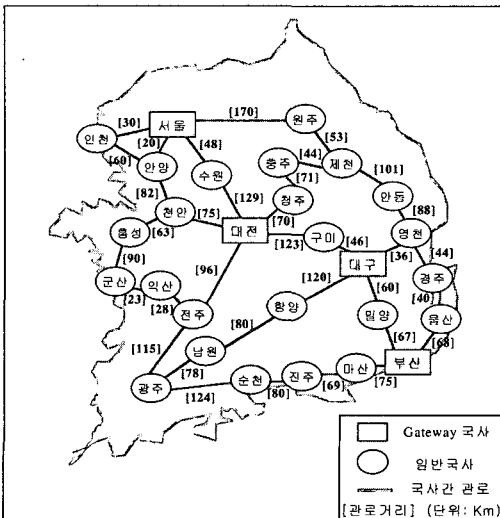 [30]
서울
[170]
원주
인천
[20]
[48]
[53]
[60]
안양
수원
충주
[44]
제천
[71]
[101]
[82]
[129]
청주
안동
천안
[75]
[70]
[88]
홍성
[63]
대전
구미
영천
[123]
[46]
[90]
[96]
대구
[36]
[44]
군산
익산
[120]
[60]
경주
[23]
[28]
전주
함양
[40]
밀양
울산
[80]
[115]
남원
[67]
[68]
[78]
마산
부산
광주
순천
진주
[124]
[80]
[69]
[75]
Gateway 국사
일반국사
국사간 관로
[관로거리] (단위: Km)